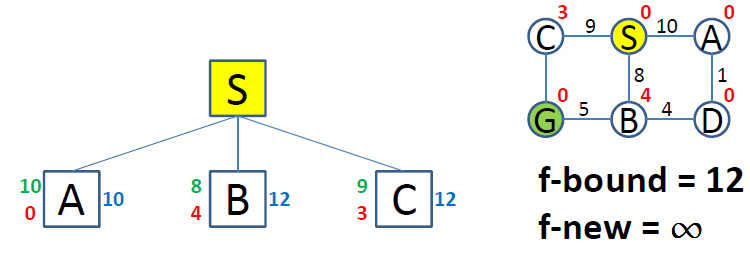 S
10 0 A 10
8 4 B 12
9 3 C 12
3 0 0
C 9 S 10 A
8 1
0 4 0
G 5 B 4 D
f-bound = 12
f-new = ∞